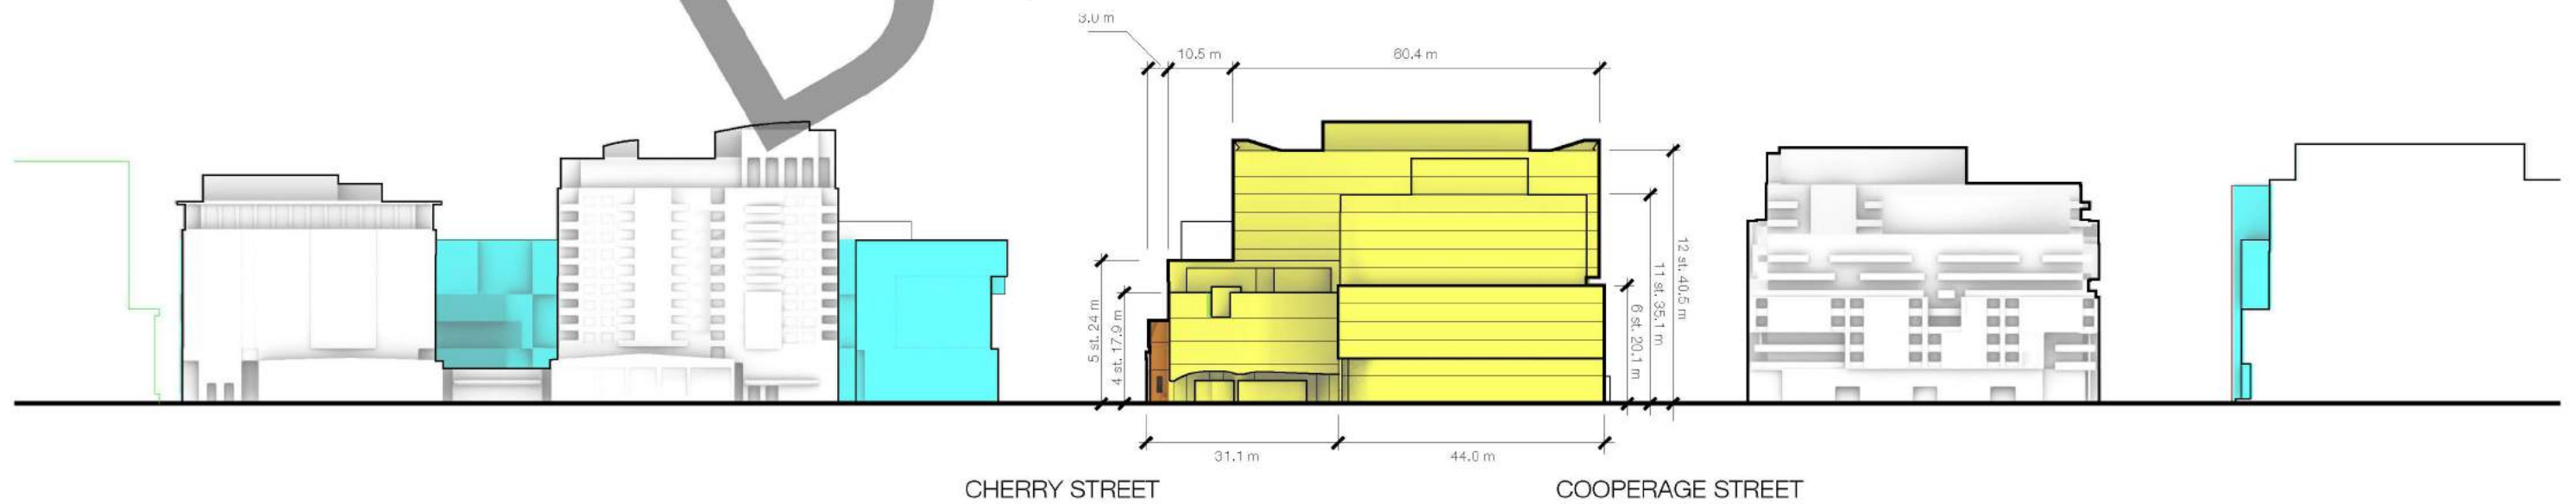 3.0 m
10.5 m
60.4 m
5 st. 24 m
4 st. 17.9 m
6 st. 20.1 m
11 st. 35.1 m
12 st. 40.5 m
31.1 m
44.0 m
CHERRY STREET
COOPERAGE STREET